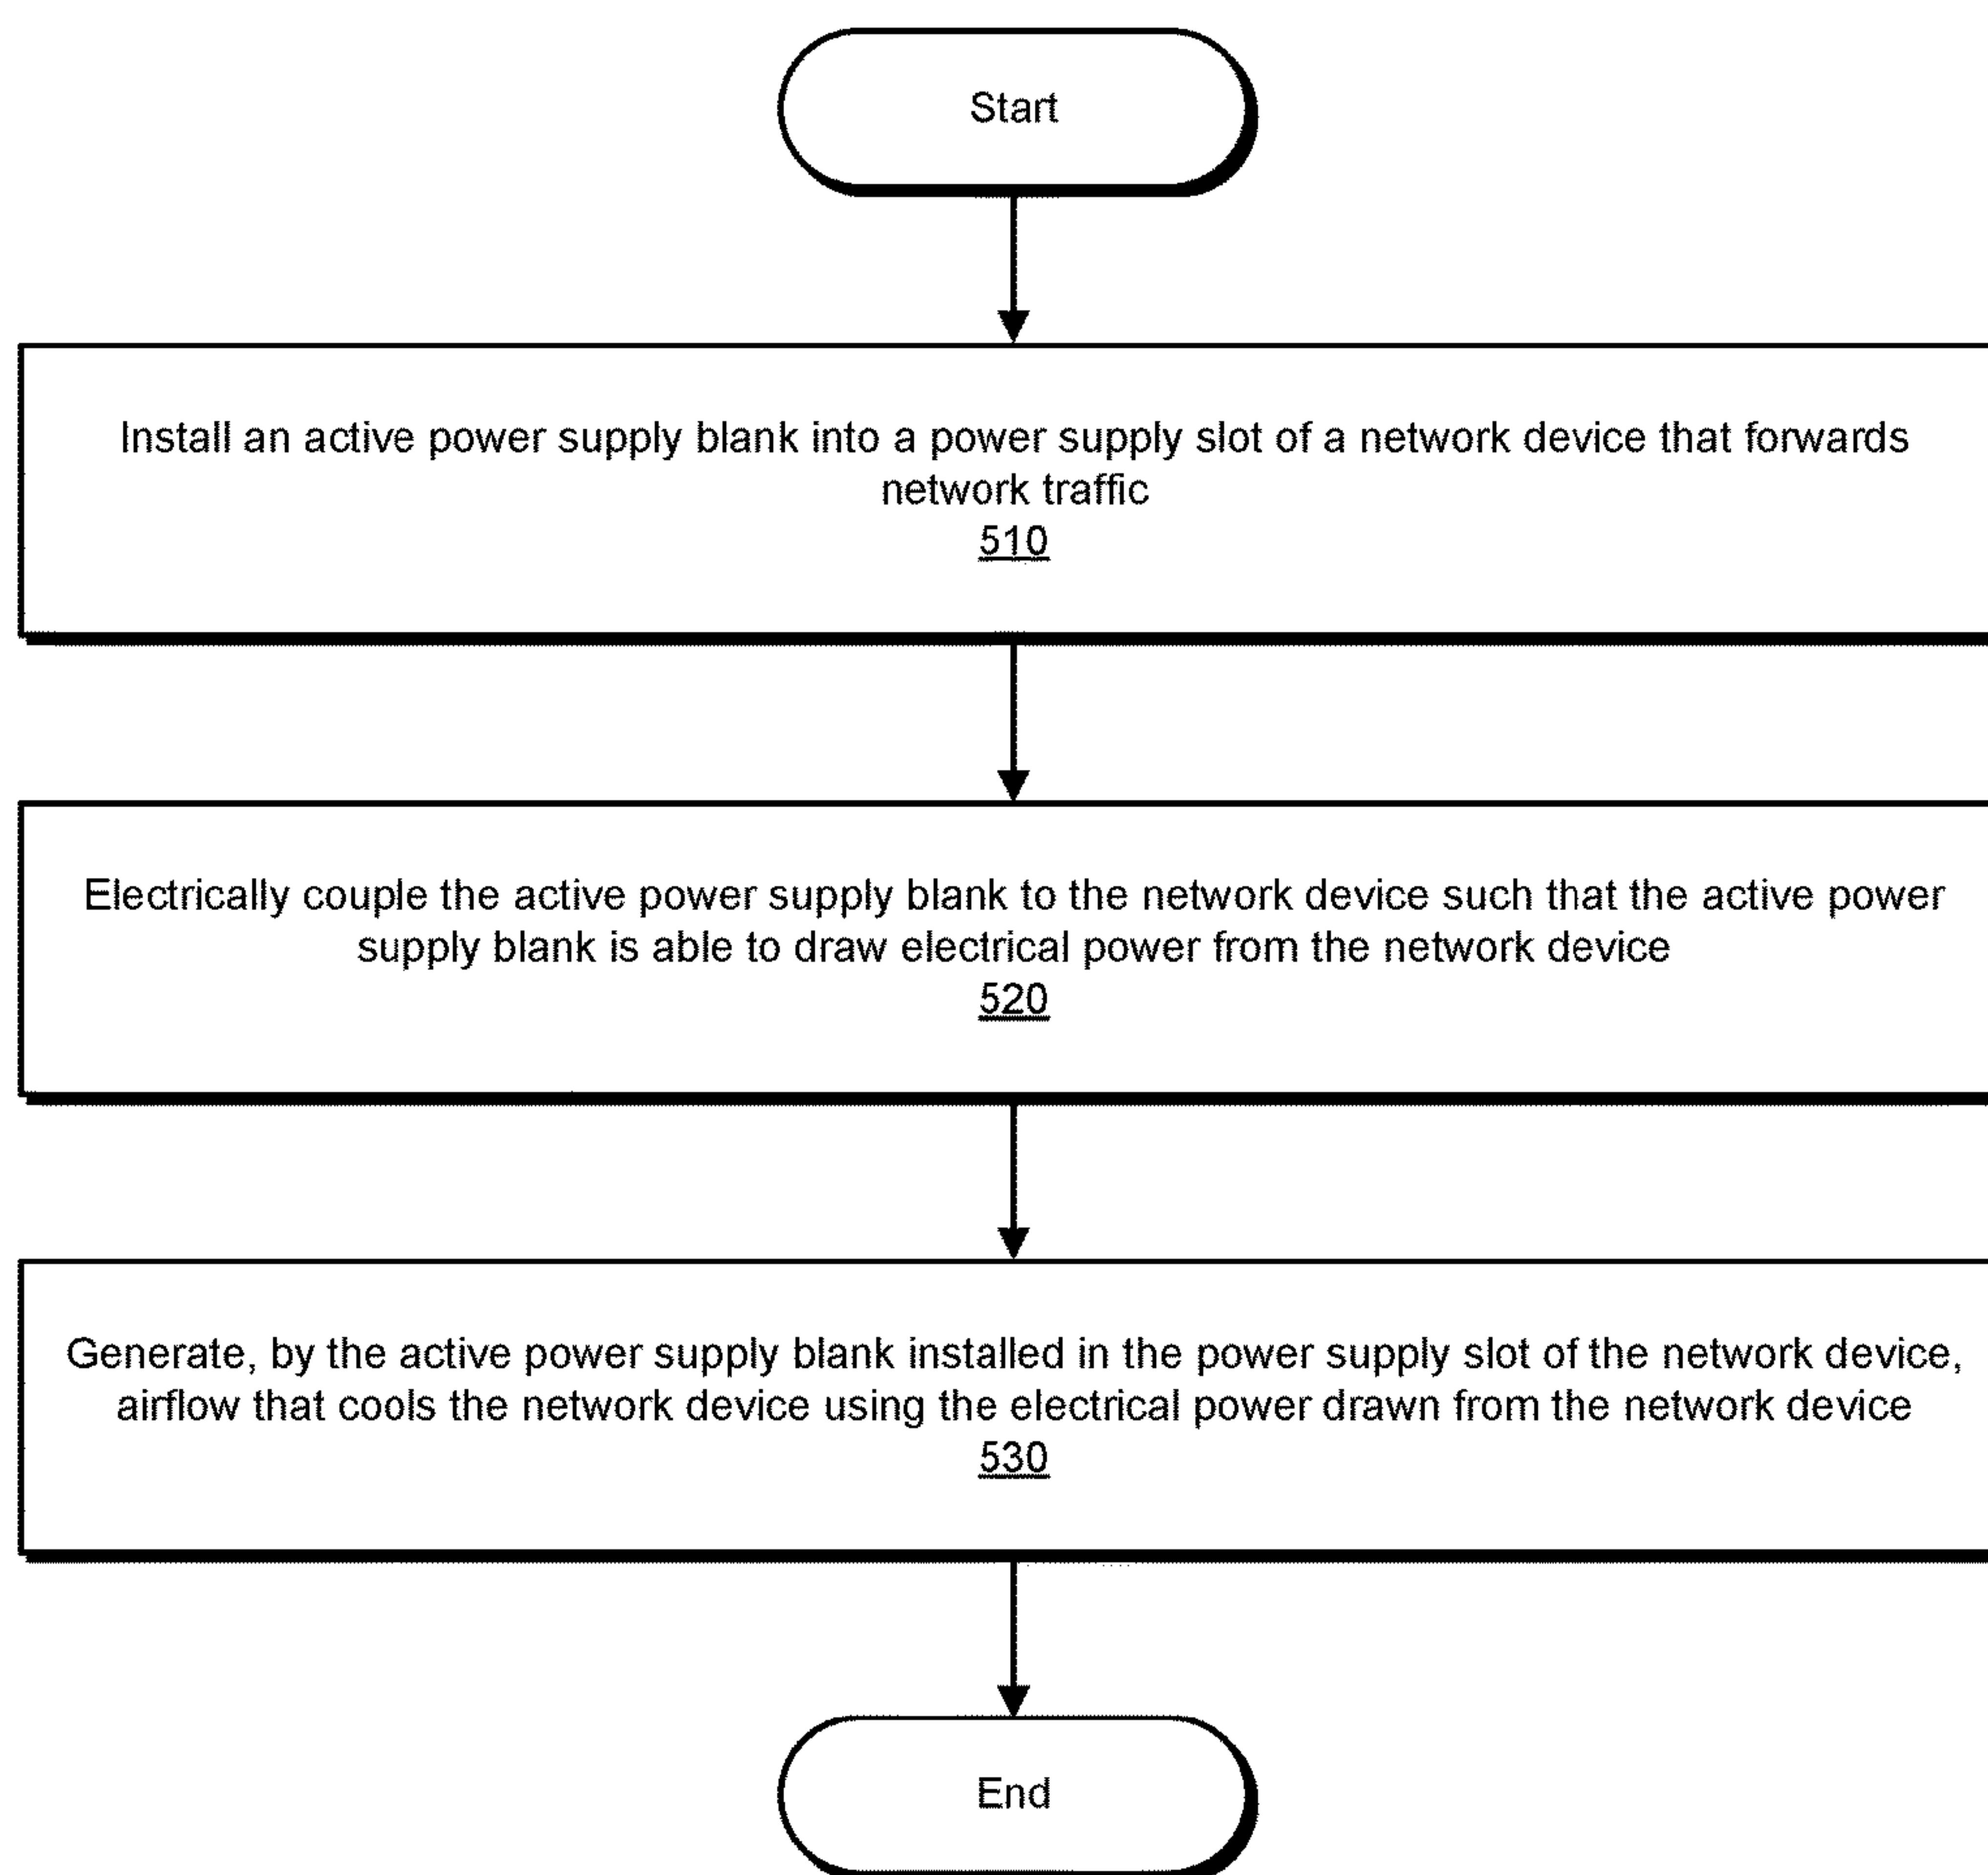 Start
Install an active power supply blank into a power supply slot of a network device that forwards
network traffic
510
Electrically couple the active power supply blank to the network device such that the active power
supply blank is able to draw electrical power from the network device
520
Generate, by the active power supply blank installed in the power supply slot of the network device,
airflow that cools the network device using the electrical power drawn from the network device
530
End